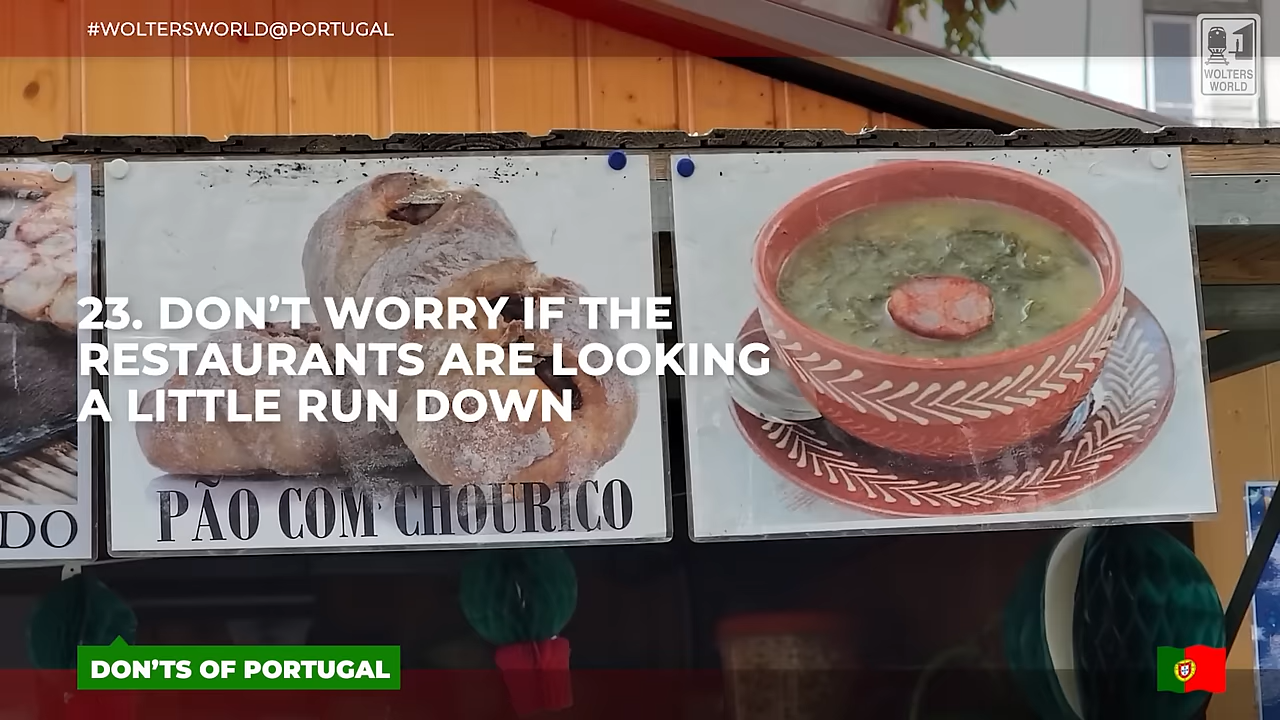 #WOLTERSWORLD@PORTUGAL
WOLTERS
WORLD
23. DON'T WORRY IF THE
RESTAURANTS ARE LOOKING
A LITTLE RUN DOWN
DO
PÃO COM CHOURICO
DON'TS OF PORTUGAL